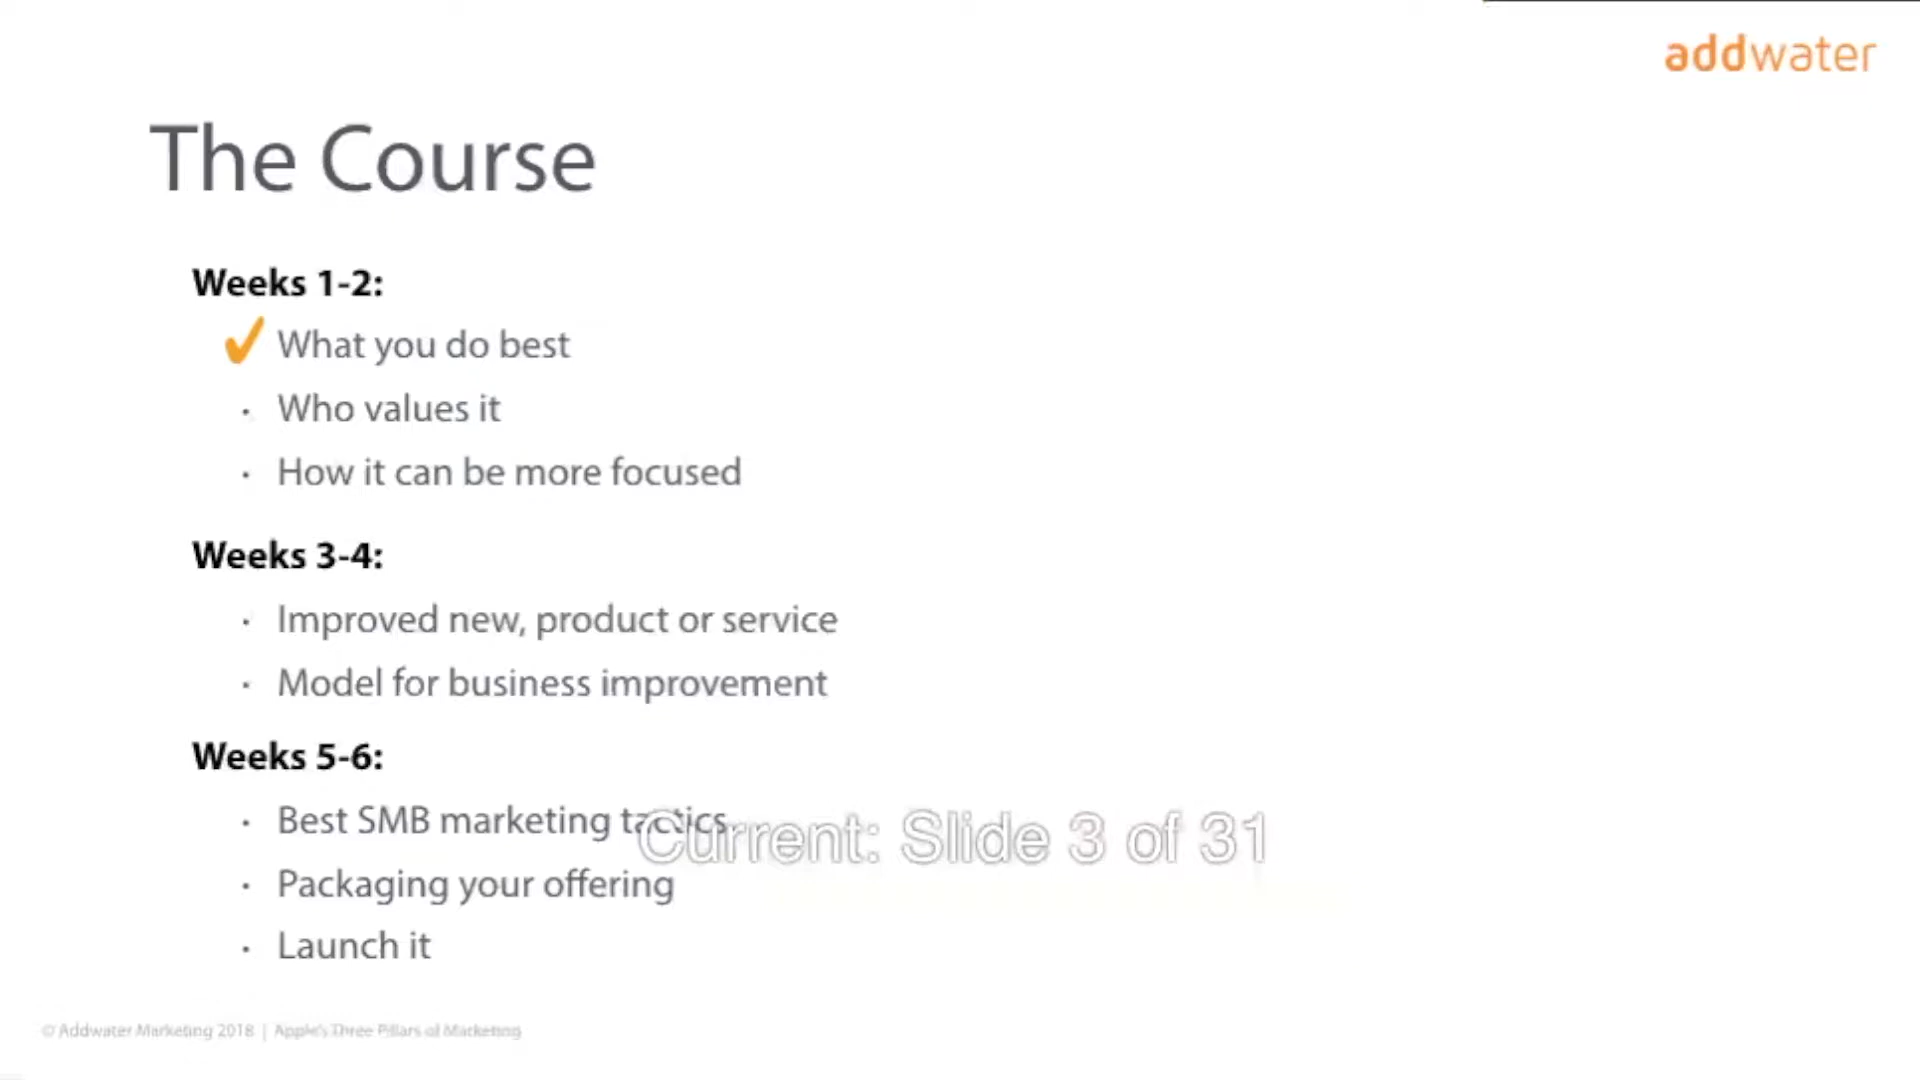 addwater
The Course
Weeks 1-2:
✓ What you do best
· Who values it
· How it can be more focused
Weeks 3-4:
· Improved new, product or service
· Model for business improvement
Weeks 5-6:
· Best SMB marketing tactics
Current: Slide 3 of 31
· Packaging your offering
· Launch it
© Addwater Marketing 2018 | Apple's Three Pillars of Marketing